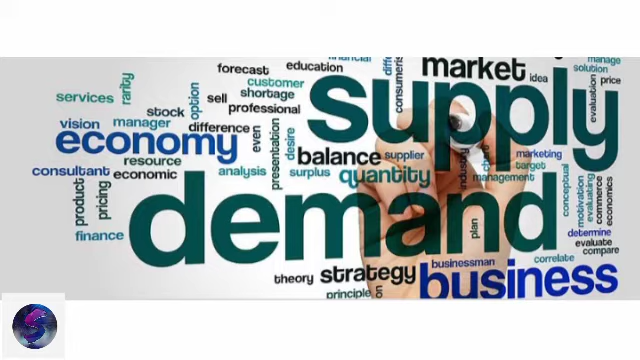 financial
manage
education
forecast
market
idea
solution
price
services
rarity
option
customer
shortage
supply
evaluation
sell
professional
stock
vision
manager
difference
economy
even
presentation
desire
balance
supplier
marketing
resource
target
consultant
economic
analysis
surplus
quantity
chart
management
conceptual
motivation
evaluating
commerce
economics
product
pricing
demand
plan
finance
determine
evaluate
compare
correlate
businessman
theory
strategy
business
principle
on
S